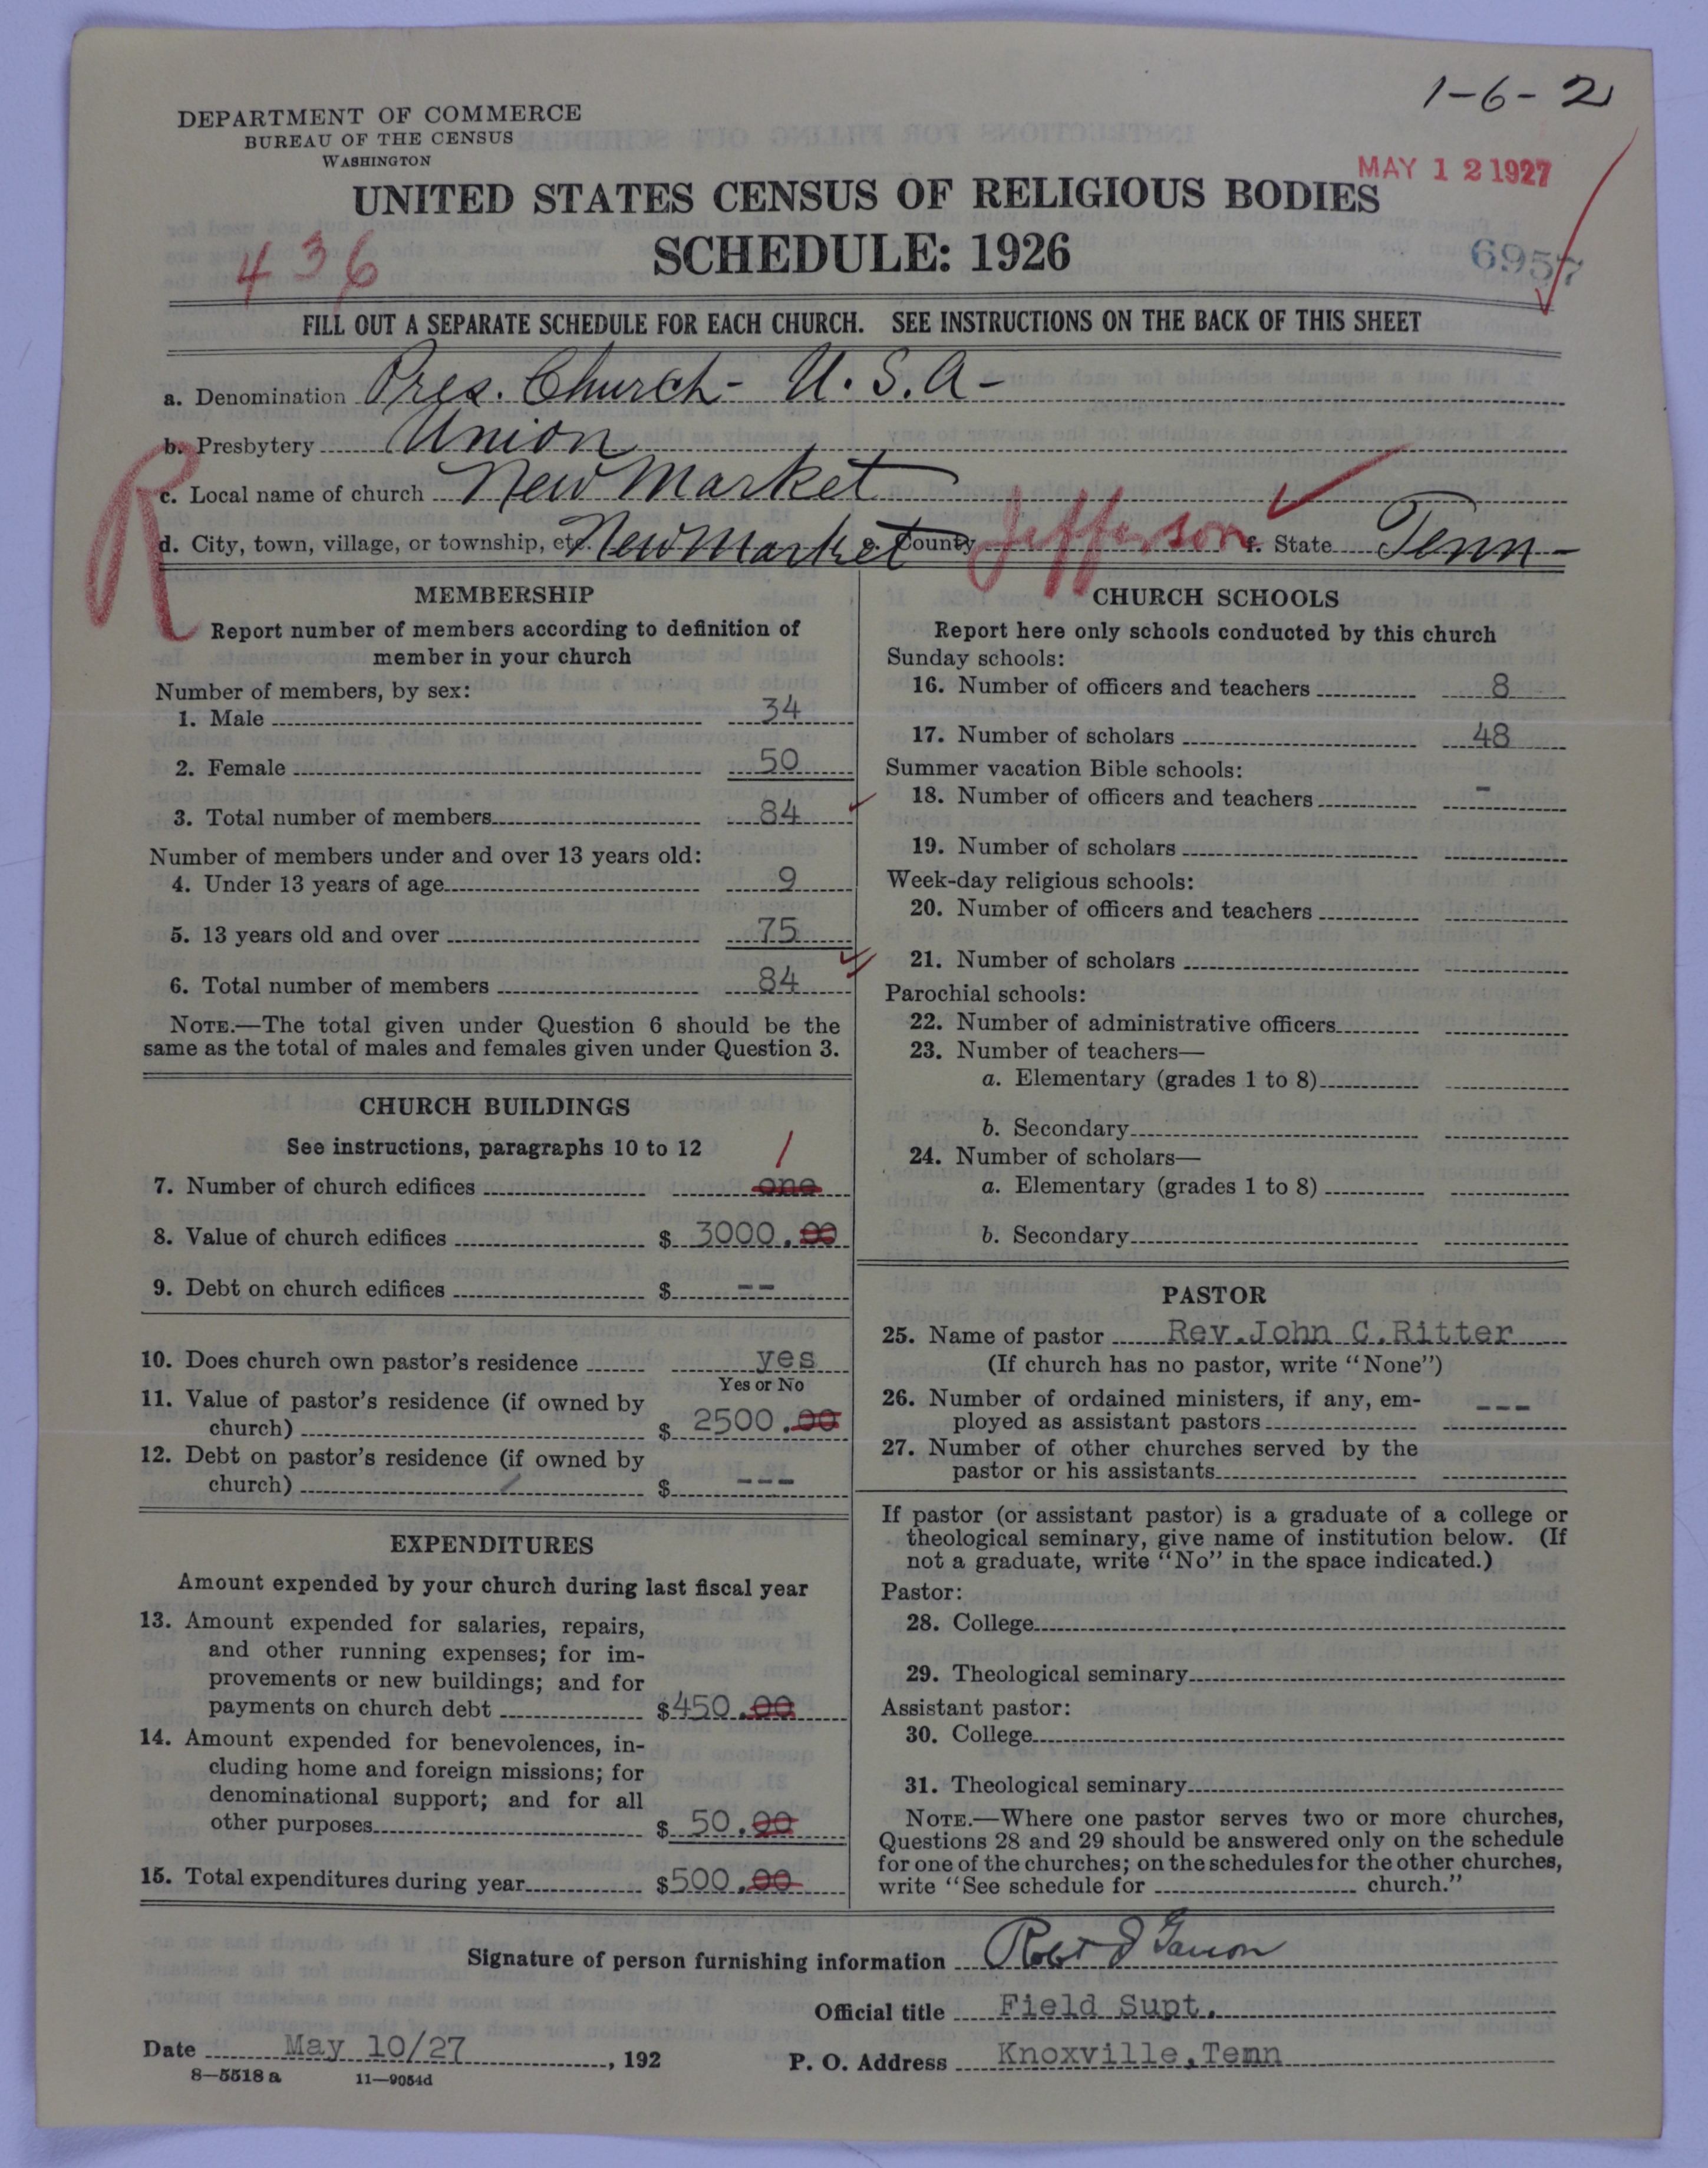 1-6-2
DEPARTMENT OF COMMERCE
BUREAU OF THE CENSUS
WASHINGTON
MAY 12 1927
UNITED STATES CENSUS OF RELIGIOUS BODIES
SCHEDULE: 1926
436
6957
FILL OUT A SEPARATE SCHEDULE FOR EACH CHURCH. SEE INSTRUCTIONS ON THE BACK OF THIS SHEET
a. Denomination Pres. Church - U.S.A -
b. Presbytery Union
R
c. Local name of church New Market
d. City, town, village, or township, etc. New Market e. County Jefferson f. State Tenn -
MEMBERSHIP
Report number of members according to definition of
member in your church
Number of members, by sex:
1. Male 34
2. Female 50
3. Total number of members 84
Number of members under and over 13 years old:
4. Under 13 years of age 9
5. 13 years old and over 75
6. Total number of members 84
NOTE.—The total given under Question 6 should be the
same as the total of males and females given under Question 3.
CHURCH BUILDINGS
See instructions, paragraphs 10 to 12
1
7. Number of church edifices one
8. Value of church edifices $ 3000.00
9. Debt on church edifices $ --
10. Does church own pastor's residence yes
Yes or No
11. Value of pastor's residence (if owned by
church) $ 2500.00
12. Debt on pastor's residence (if owned by
church) $ ---
EXPENDITURES
Amount expended by your church during last fiscal year
13. Amount expended for salaries, repairs,
and other running expenses; for im-
provements or new buildings; and for
payments on church debt $450.00
14. Amount expended for benevolences, in-
cluding home and foreign missions; for
denominational support; and for all
other purposes $ 50.00
15. Total expenditures during year $500.00
CHURCH SCHOOLS
Report here only schools conducted by this church
Sunday schools:
16. Number of officers and teachers 8
17. Number of scholars 48
Summer vacation Bible schools:
18. Number of officers and teachers -
19. Number of scholars
Week-day religious schools:
20. Number of officers and teachers
21. Number of scholars
Parochial schools:
22. Number of administrative officers
23. Number of teachers—
a. Elementary (grades 1 to 8)
b. Secondary
24. Number of scholars—
a. Elementary (grades 1 to 8)
b. Secondary
PASTOR
25. Name of pastor Rev.John C.Ritter
(If church has no pastor, write "None")
26. Number of ordained ministers, if any, em-
ployed as assistant pastors ---
27. Number of other churches served by the
pastor or his assistants
If pastor (or assistant pastor) is a graduate of a college or
theological seminary, give name of institution below. (If
not a graduate, write "No" in the space indicated.)
Pastor:
28. College
29. Theological seminary
Assistant pastor:
30. College
31. Theological seminary
NOTE.—Where one pastor serves two or more churches,
Questions 28 and 29 should be answered only on the schedule
for one of the churches; on the schedules for the other churches,
write "See schedule for church."
Signature of person furnishing information Robt
Official title Field Supt.
Date May 10/27, 192
P. O. Address Knoxville,Tenn
8—5518 a 11—9054d